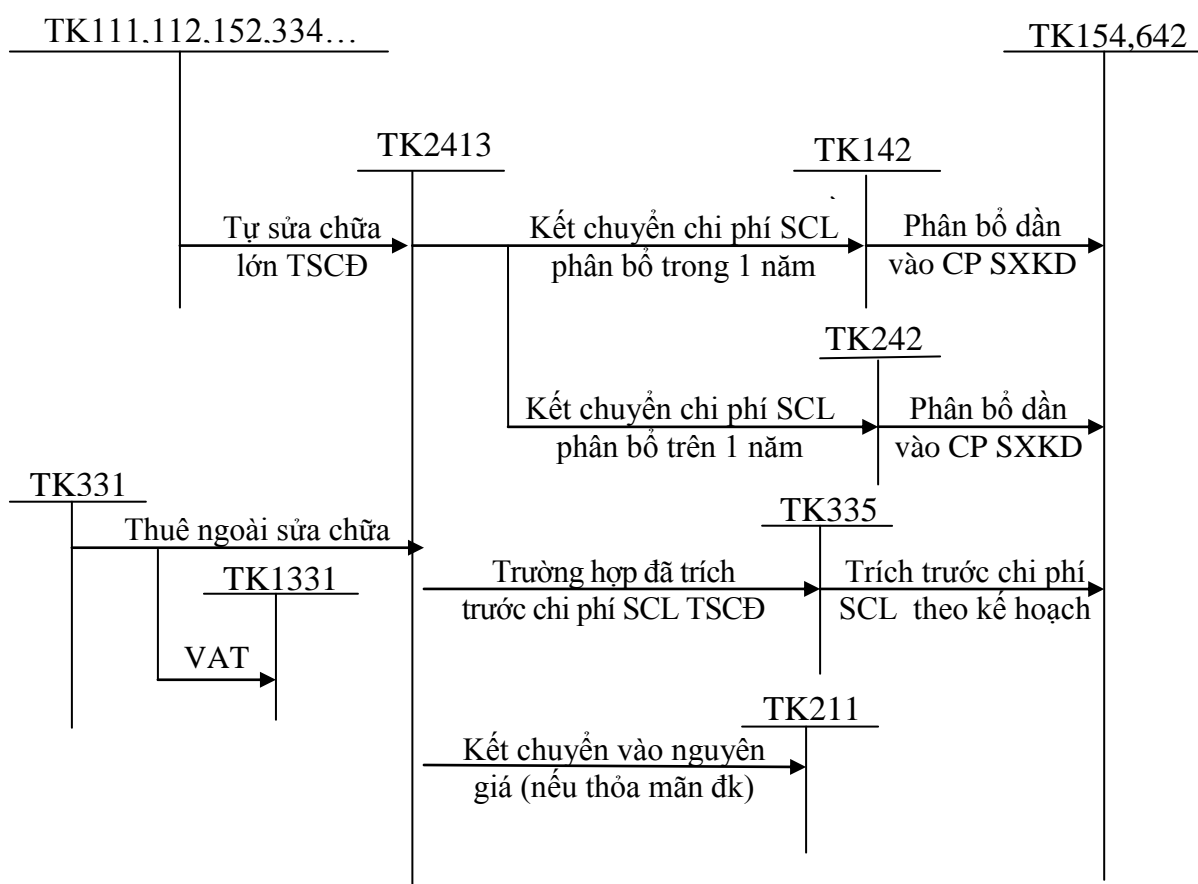 TK111,112,152,334…
TK154,642
TK2413
TK142
Tự sửa chữa
lớn TSCĐ
Kết chuyển chi phí SCL
phân bổ trong 1 năm
Phân bổ dần
vào CP SXKD
TK242
Kết chuyển chi phí SCL
phân bổ trên 1 năm
Phân bổ dần
vào CP SXKD
TK331
Thuê ngoài sửa chữa
TK1331
VAT
TK335
Trường hợp đã trích
trước chi phí SCL TSCĐ
Trích trước chi phí
SCL theo kế hoạch
TK211
Kết chuyển vào nguyên
giá (nếu thỏa mãn đk)